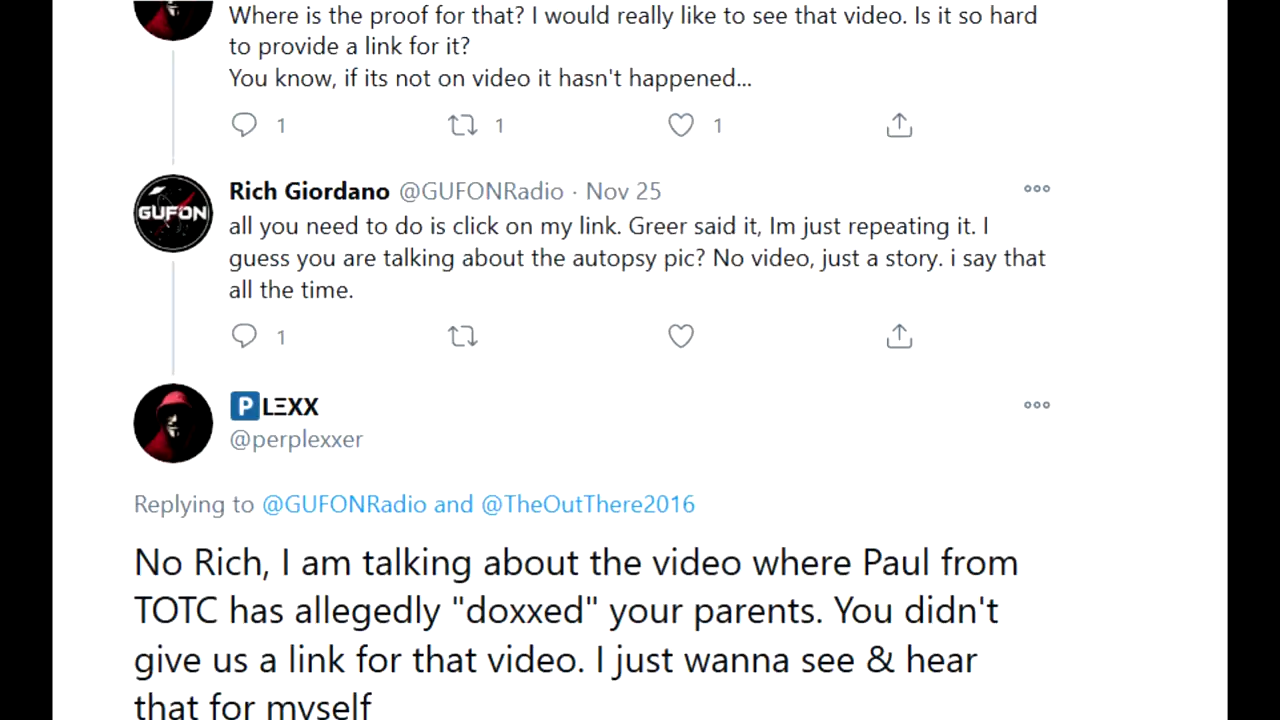 Where is the proof for that? I would really like to see that video. Is it so hard
to provide a link for it?
You know, if its not on video it hasn't happened...
1 1 1
Rich Giordano @GUFONRadio · Nov 25
GUFON
all you need to do is click on my link. Greer said it, Im just repeating it. I
guess you are talking about the autopsy pic? No video, just a story. i say that
all the time.
1
🅿LΞXX
@perplexxer
Replying to @GUFONRadio and @TheOutThere2016
No Rich, I am talking about the video where Paul from
TOTC has allegedly "doxxed" your parents. You didn't
give us a link for that video. I just wanna see & hear
that for myself